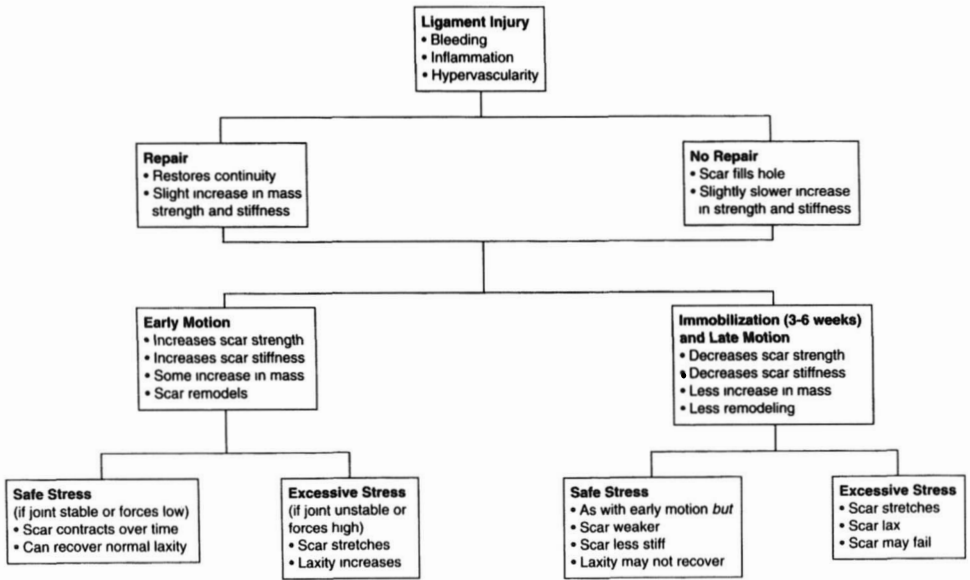 Ligament Injury
• Bleeding
• Inflammation
• Hypervascularity
Repair
• Restores continuity
• Slight increase in mass
strength and stiffness
No Repair
• Scar fills hole
• Slightly slower increase
in strength and stiffness
Early Motion
• Increases scar strength
• Increases scar stiffness
• Some increase in mass
• Scar remodels
Immobilization (3-6 weeks)
and Late Motion
• Decreases scar strength
• Decreases scar stiffness
• Less increase in mass
• Less remodeling
Safe Stress
(if joint stable or forces low)
• Scar contracts over time
• Can recover normal laxity
Excessive Stress
(if joint unstable or
forces high)
• Scar stretches
• Laxity increases
Safe Stress
• As with early motion but
• Scar weaker
• Scar less stiff
• Laxity may not recover
Excessive Stress
• Scar stretches
• Scar lax
• Scar may fail